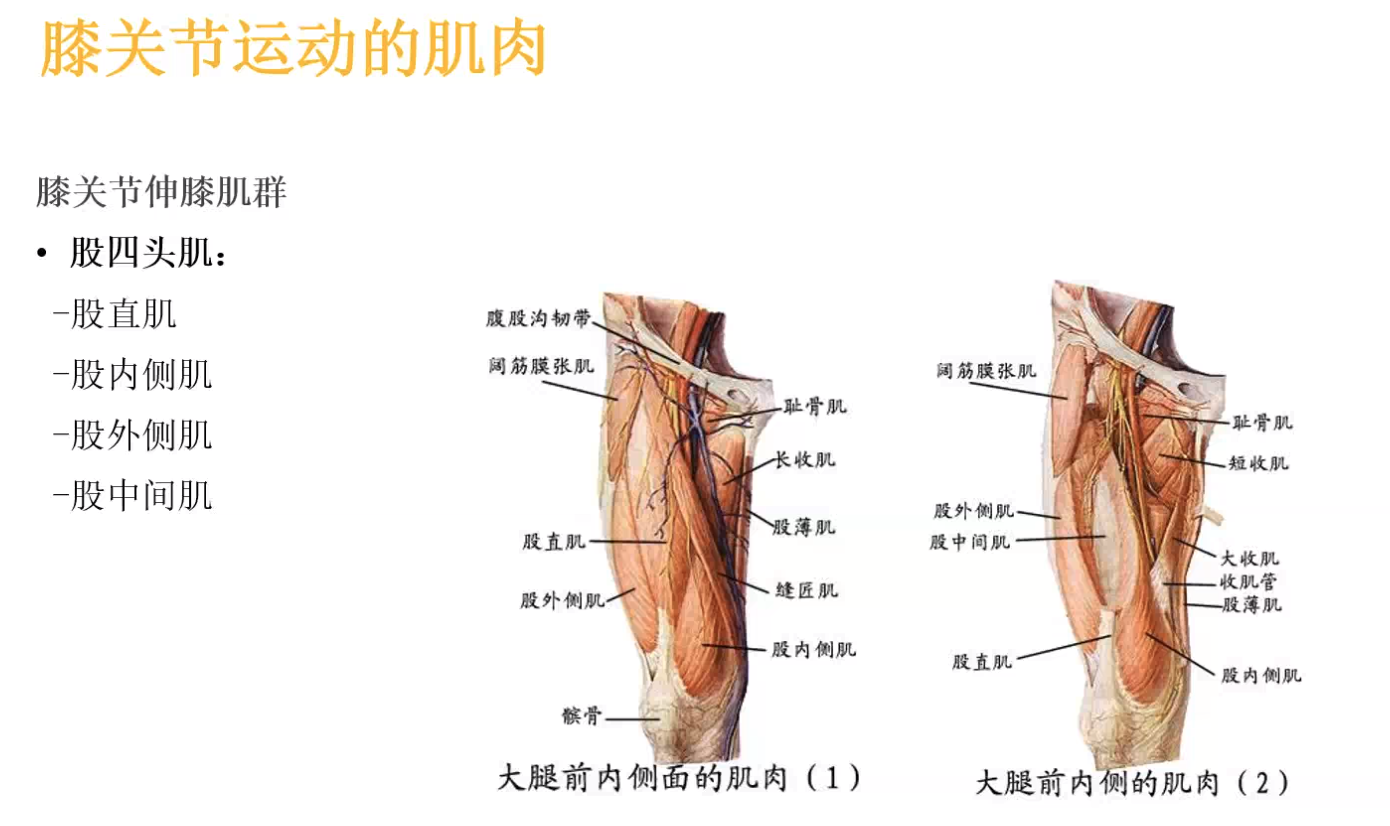 膝关节运动的肌肉
膝关节伸膝肌群
• 股四头肌：
-股直肌
-股内侧肌
-股外侧肌
-股中间肌
腹股沟韧带
阔筋膜张肌
耻骨肌
长收肌
股薄肌
股直肌
缝匠肌
股外侧肌
股内侧肌
髌骨
大腿前内侧面的肌肉（1）
阔筋膜张肌
耻骨肌
短收肌
股外侧肌
股中间肌
大收肌
收肌管
股薄肌
股直肌
股内侧肌
大腿前内侧的肌肉（2）